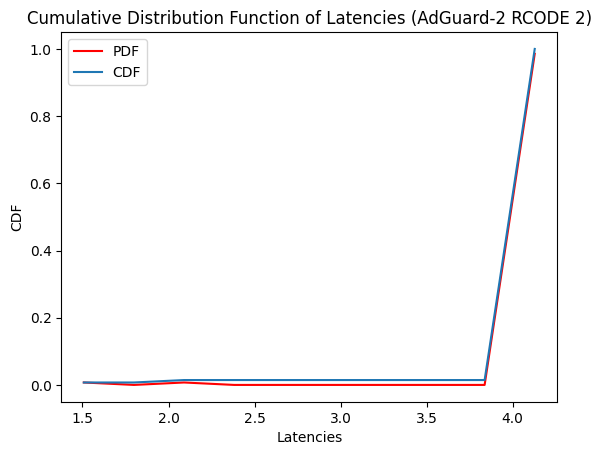 Cumulative Distribution Function of Latencies (AdGuard-2 RCODE 2)
PDF
CDF
1.0
0.8
0.6
0.4
0.2
0.0
CDF
1.5
2.0
2.5
3.0
3.5
4.0
Latencies